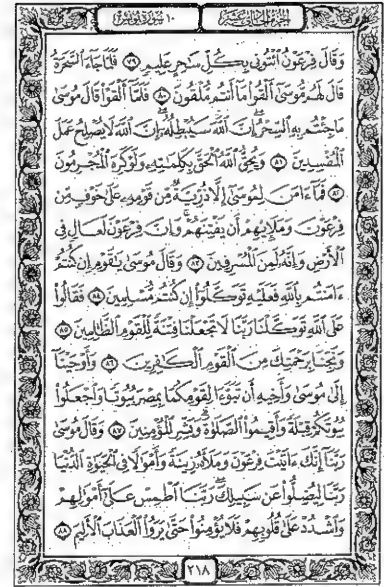 الجزء الحادي عشر
١٠ سورة يونس
وَقَالَ فِرْعَوْنُ ٱئْتُونِي بِكُلِّ سَٰحِرٍ عَلِيمٍ ٧٩ فَلَمَّا جَآءَ ٱلسَّحَرَةُ
قَالَ لَهُم مُّوسَىٰٓ أَلْقُوا۟ مَآ أَنتُم مُّلْقُونَ ٨٠ فَلَمَّآ أَلْقَوْا۟ قَالَ مُوسَىٰ
مَا جِئْتُم بِهِ ٱلسِّحْرُ إِنَّ ٱللَّهَ سَيُبْطِلُهُۥٓ إِنَّ ٱللَّهَ لَا يُصْلِحُ عَمَلَ
ٱلْمُفْسِدِينَ ٨١ وَيُحِقُّ ٱللَّهُ ٱلْحَقَّ بِكَلِمَٰتِهِۦ وَلَوْ كَرِهَ ٱلْمُجْرِمُونَ
٨٢ فَمَآ ءَامَنَ لِمُوسَىٰٓ إِلَّا ذُرِّيَّةٌ مِّن قَوْمِهِۦ عَلَىٰ خَوْفٍ مِّن
فِرْعَوْنَ وَمَلَإِي۟هِمْ أَن يَفْتِنَهُمْ وَإِنَّ فِرْعَوْنَ لَعَالٍ فِي
ٱلْأَرْضِ وَإِنَّهُۥ لَمِنَ ٱلْمُسْرِفِينَ ٨٣ وَقَالَ مُوسَىٰ يَٰقَوْمِ إِن كُنتُمْ
ءَامَنتُم بِٱللَّهِ فَعَلَيْهِ تَوَكَّلُوٓا۟ إِن كُنتُم مُّسْلِمِينَ ٨٤ فَقَالُوا۟
عَلَى ٱللَّهِ تَوَكَّلْنَا رَبَّنَا لَا تَجْعَلْنَا فِتْنَةً لِّلْقَوْمِ ٱلظَّٰلِمِينَ ٨٥
وَنَجِّنَا بِرَحْمَتِكَ مِنَ ٱلْقَوْمِ ٱلْكَٰفِرِينَ ٨٦ وَأَوْحَيْنَآ
إِلَىٰ مُوسَىٰ وَأَخِيهِ أَن تَبَوَّءَا لِقَوْمِكُمَا بِمِصْرَ بُيُوتًا وَٱجْعَلُوا۟
بُيُوتَكُمْ قِبْلَةً وَأَقِيمُوا۟ ٱلصَّلَوٰةَ وَبَشِّرِ ٱلْمُؤْمِنِينَ ٨٧ وَقَالَ مُوسَىٰ
رَبَّنَآ إِنَّكَ ءَاتَيْتَ فِرْعَوْنَ وَمَلَأَهُۥ زِينَةً وَأَمْوَٰلًا فِي ٱلْحَيَوٰةِ ٱلدُّنْيَا
رَبَّنَا لِيُضِلُّوا۟ عَن سَبِيلِكَ رَبَّنَا ٱطْمِسْ عَلَىٰٓ أَمْوَٰلِهِمْ
وَٱشْدُدْ عَلَىٰ قُلُوبِهِمْ فَلَا يُؤْمِنُوا۟ حَتَّىٰ يَرَوُا۟ ٱلْعَذَابَ ٱلْأَلِيمَ ٨٨
٢١٨